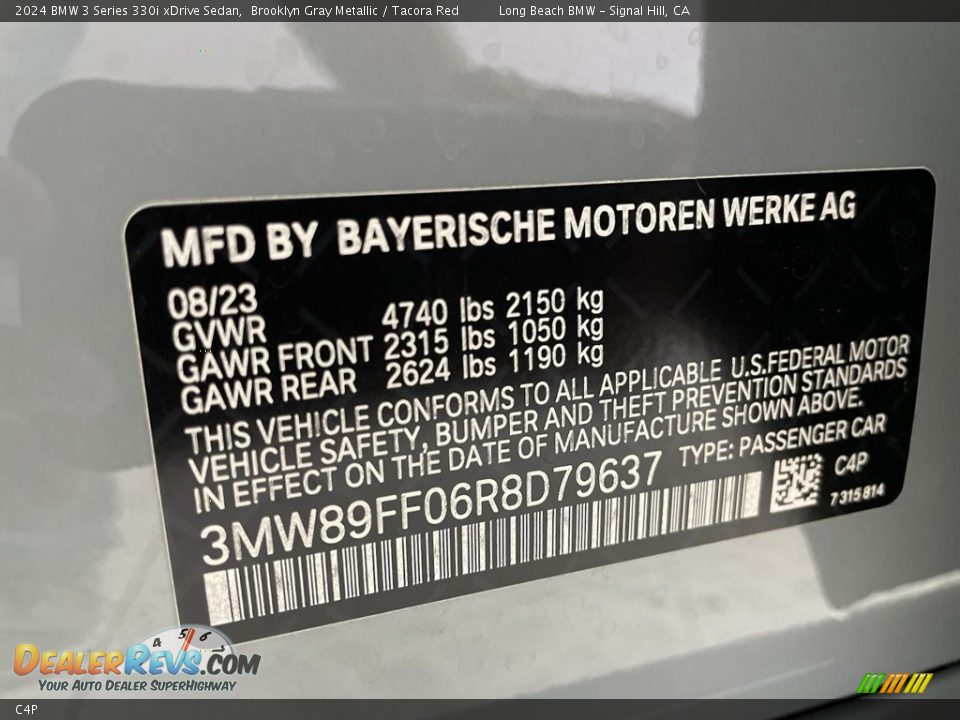 2024 BMW 3 Series 330i xDrive Sedan, Brooklyn Gray Metallic / Tacora Red Long Beach BMW - Signal Hill, CA
MFD BY BAYERISCHE MOTOREN WERKE AG
08/23
GVWR 4740 lbs 2150 kg
GAWR FRONT 2315 lbs 1050 kg
GAWR REAR 2624 lbs 1190 kg
THIS VEHICLE CONFORMS TO ALL APPLICABLE U.S.FEDERAL MOTOR
VEHICLE SAFETY, BUMPER AND THEFT PREVENTION STANDARDS
IN EFFECT ON THE DATE OF MANUFACTURE SHOWN ABOVE.
3MW89FF06R8D79637 TYPE: PASSENGER CAR
C4P
7315814
4 5 6 7
DealerRevs.com
Your Auto Dealer SuperHighway
C4P